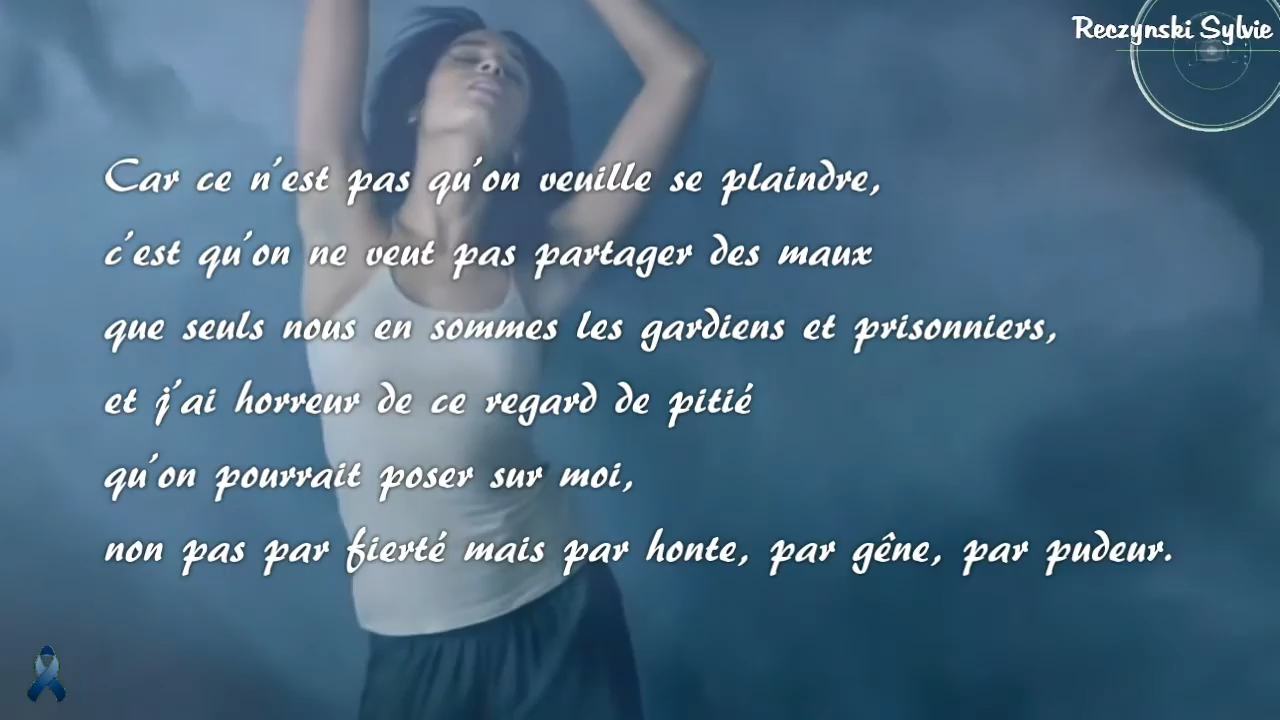 Reczynski Sylvie
Car ce n'est pas qu'on veuille se plaindre,
c'est qu'on ne veut pas partager des maux
que seuls nous en sommes les gardiens et prisonniers,
et j'ai horreur de ce regard de pitié
qu'on pourrait poser sur moi,
non pas par fierté mais par honte, par gêne, par pudeur.